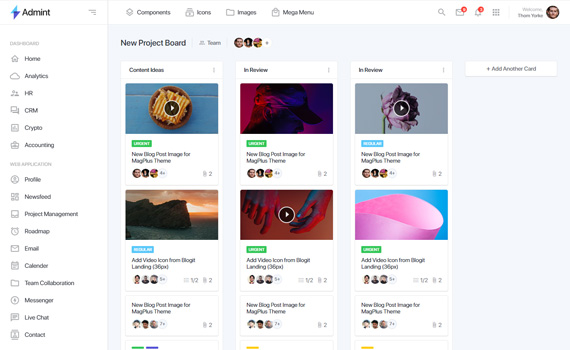 Admint
Components
Icons
Folders
Mega Menu
Welcome,
Thom Yorke
DASHBOARD
Home
Analytics
HR
CRM
Crypto
Accounting
WEB APPLICATION
Profile
Newsfeed
Project Management
Roadmap
Email
Calender
Team Collaboration
Messenger
Live Chat
Contact
New Project Board
Team
+ Add Another Card
Content Ideas
URGENT
New Blog Post Image for
MagPlus Theme
4+
2
REGULAR
Add Video Icon from Blogit
Landing (36px)
5+
1/2
2
New Blog Post Image for
MagPlus Theme
7+
2
In Review
URGENT
New Blog Post Image for
MagPlus Theme
4+
2
URGENT
Add Video Icon from Blogit
Landing (36px)
5+
1/2
2
New Blog Post Image for
MagPlus Theme
7+
2
In Review
REGULAR
New Blog Post Image for
MagPlus Theme
4+
2
URGENT
Add Video Icon from Blogit
Landing (36px)
5+
1/2
2
New Blog Post Image for
MagPlus Theme
7+
2